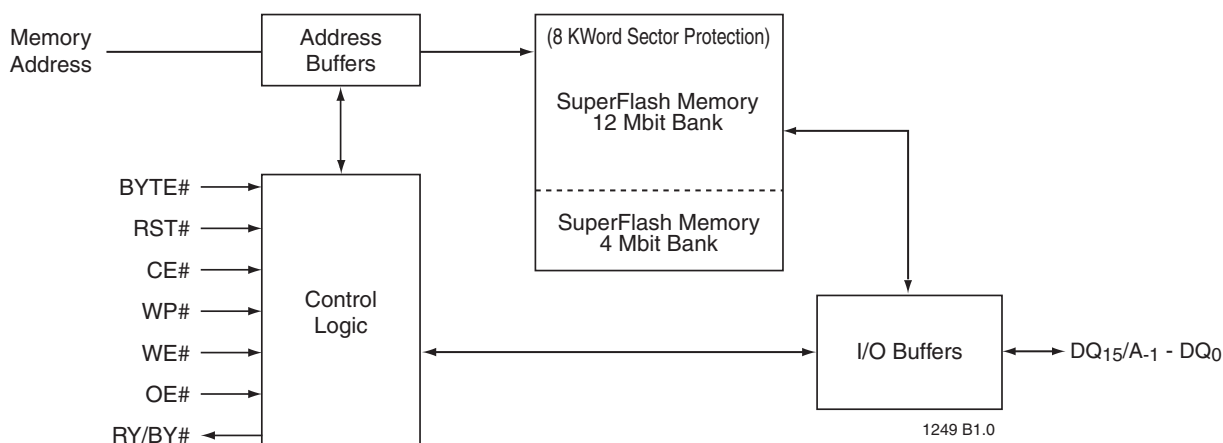 Memory
Address
Address
Buffers
(8 KWord Sector Protection)
SuperFlash Memory
12 Mbit Bank
SuperFlash Memory
4 Mbit Bank
BYTE#
RST#
CE#
WP#
WE#
OE#
RY/BY#
Control
Logic
I/O Buffers
DQ15/A-1 - DQ0
1249 B1.0